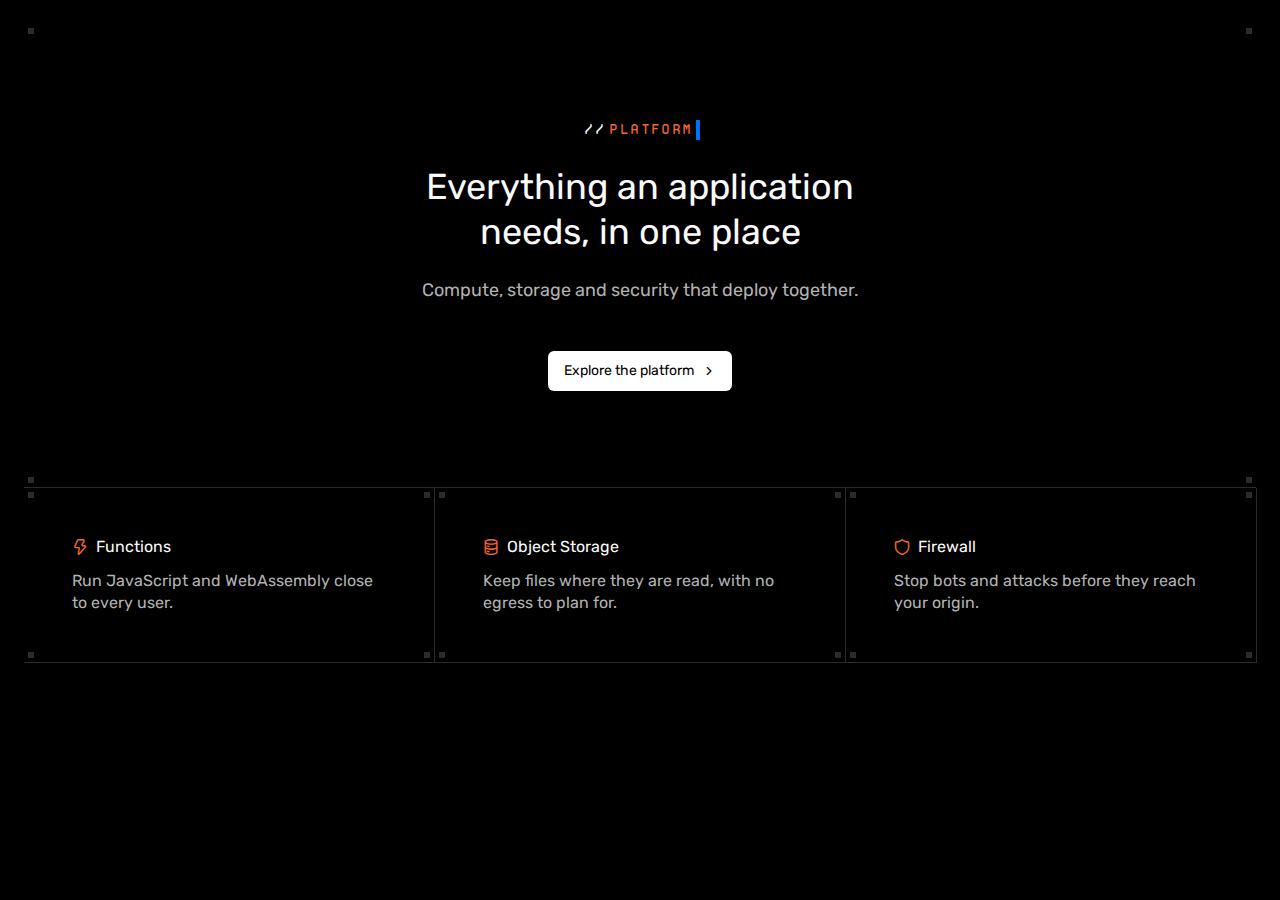 // PLATFORM
Everything an application
needs, in one place
Compute, storage and security that deploy together.
Explore the platform
Functions
Run JavaScript and WebAssembly close
to every user.
Object Storage
Keep files where they are read, with no
egress to plan for.
Firewall
Stop bots and attacks before they reach
your origin.